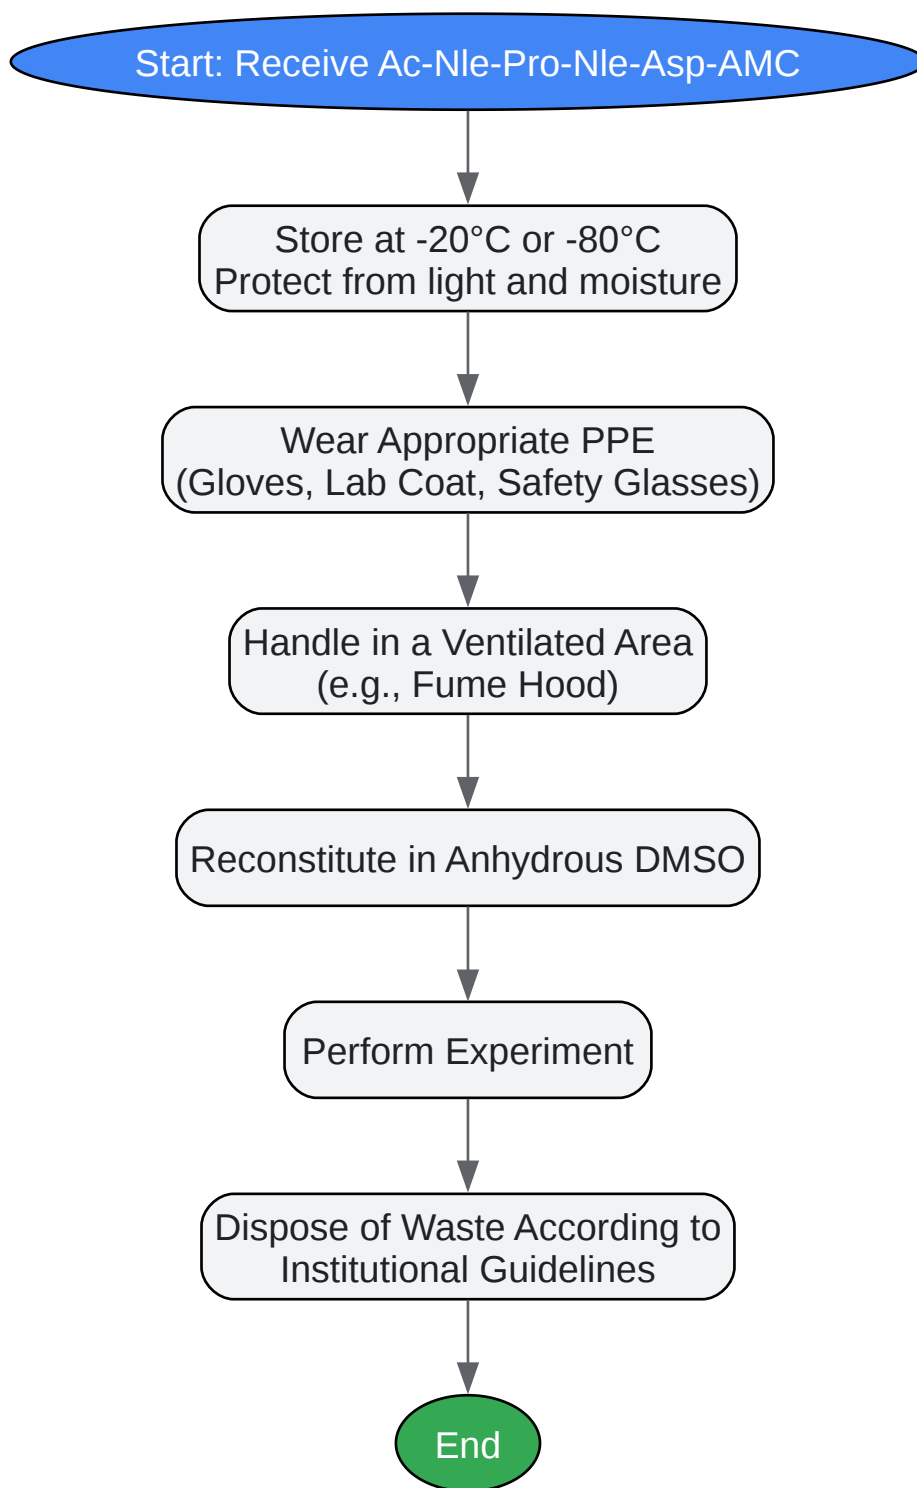 Start: Receive Ac-Nle-Pro-Nle-Asp-AMC
Store at -20°C or -80°C
Protect from light and moisture
Wear Appropriate PPE
(Gloves, Lab Coat, Safety Glasses)
Handle in a Ventilated Area
(e.g., Fume Hood)
Reconstitute in Anhydrous DMSO
Perform Experiment
Dispose of Waste According to
Institutional Guidelines
End